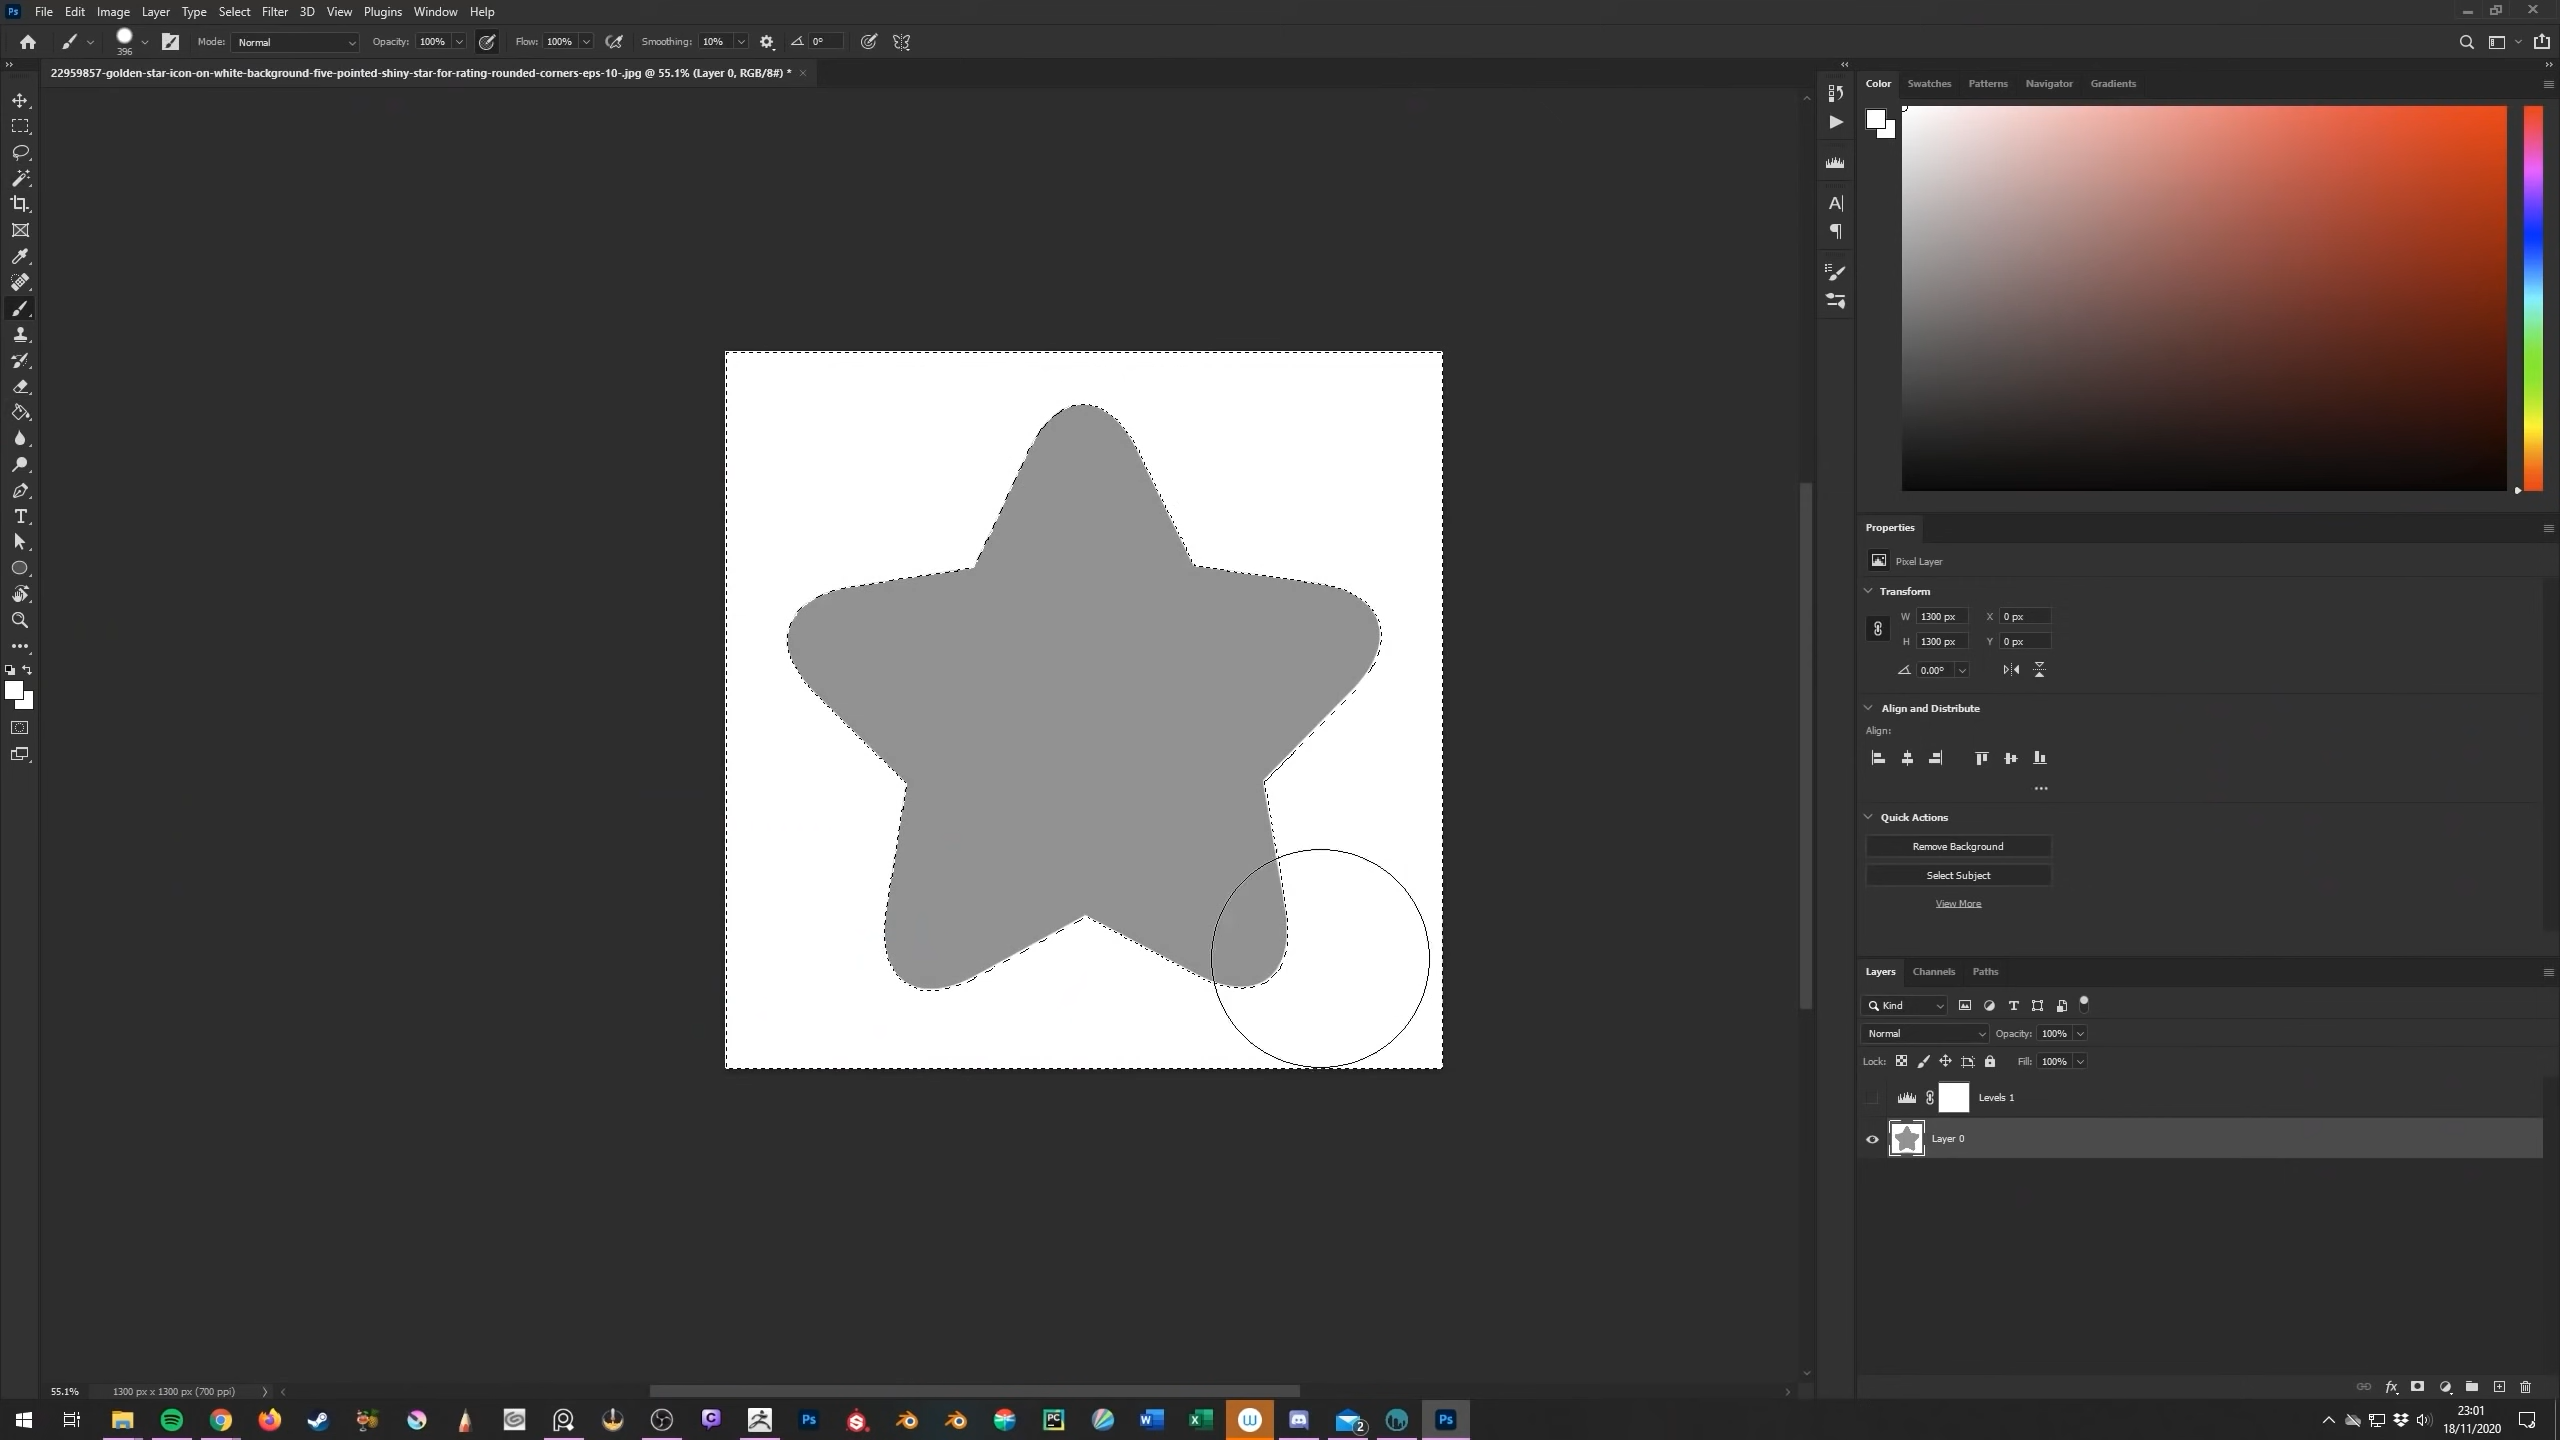 Ps File Edit Image Layer Type Select Filter 3D View Plugins Window Help
396 Mode: Normal Opacity: 100% Flow: 100% Smoothing: 10% 0°
22959857-golden-star-icon-on-white-background-five-pointed-shiny-star-for-rating-rounded-corners-eps-10-.jpg @ 55.1% (Layer 0, RGB/8#) *
Color Swatches Patterns Navigator Gradients
Properties
Pixel Layer
Transform
W 1300 px X 0 px
H 1300 px Y 0 px
0.00°
Align and Distribute
Align:
Quick Actions
Remove Background
Select Subject
View More
Layers Channels Paths
Kind
Normal Opacity: 100%
Lock: Fill: 100%
Levels 1
Layer 0
55.1% 1300 px x 1300 px (700 ppi)
23:01
18/11/2020